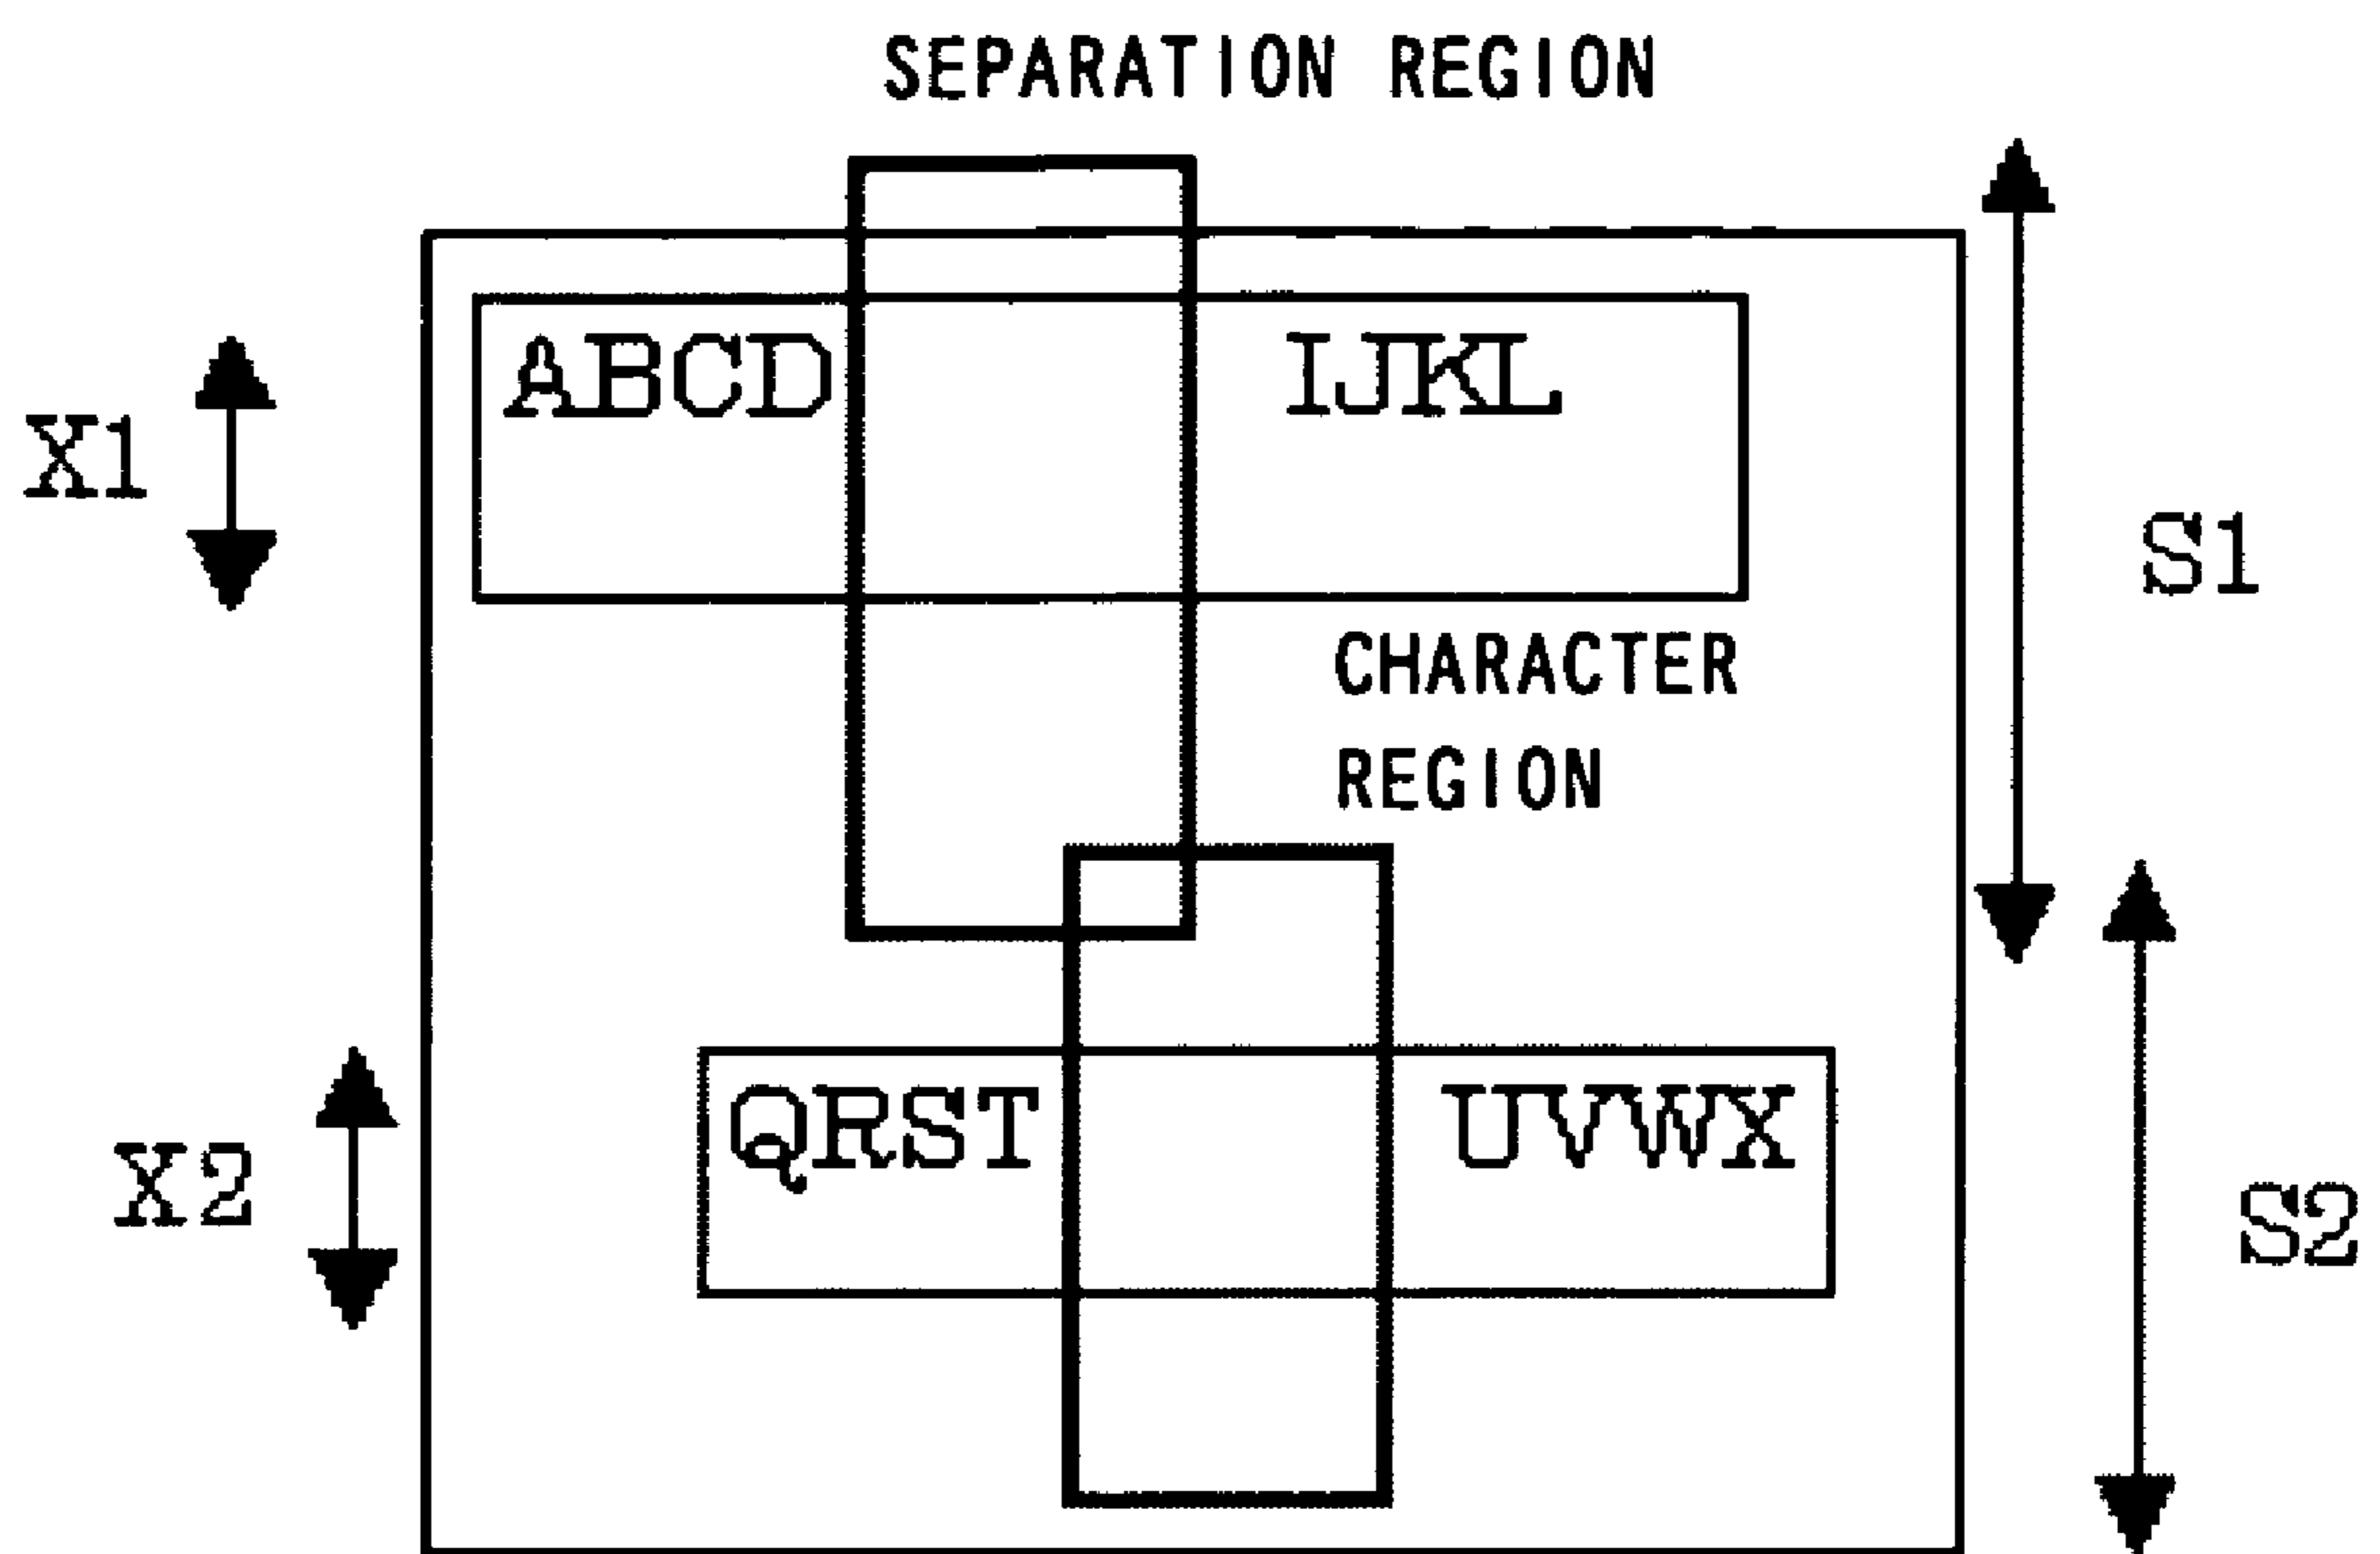 SEPARATION REGION
ABCD IJKL
X1
S1
CHARACTER
REGION
QRST UVWX
X2
S2